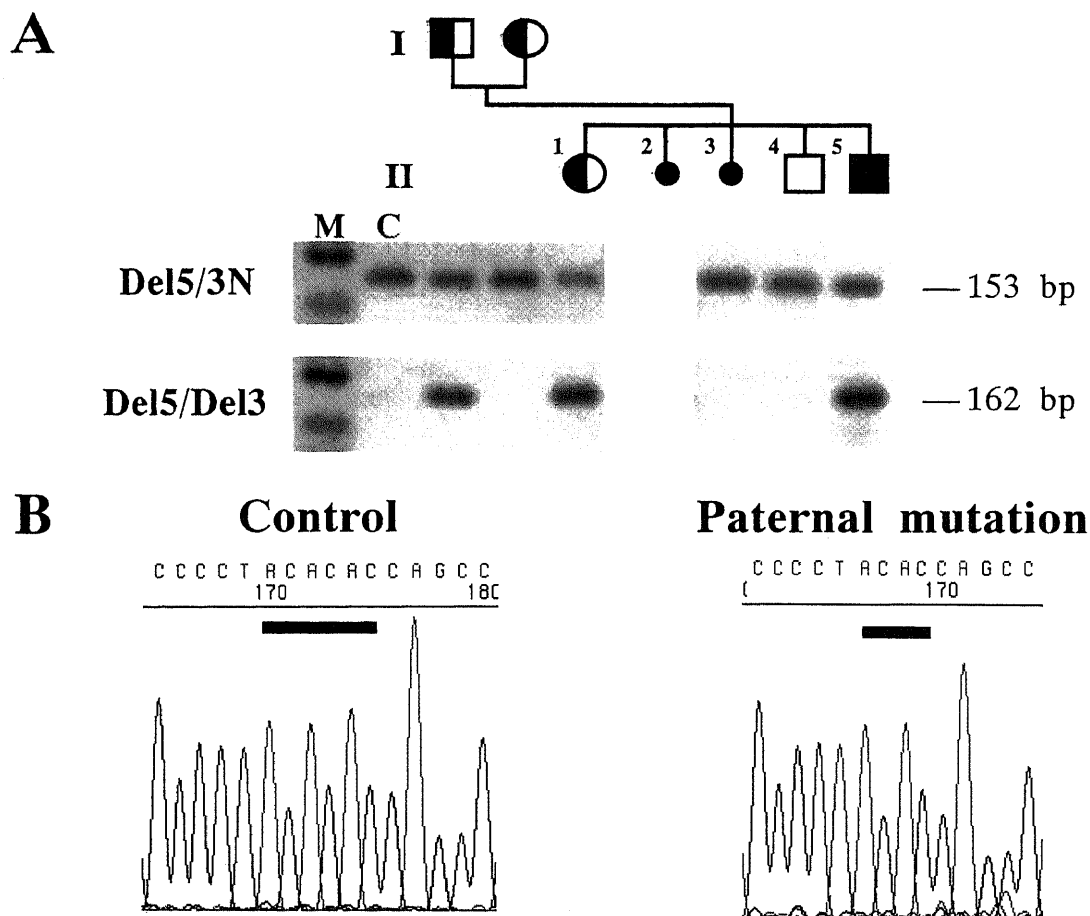 A
I
1 2 3 4 5
II
M C
Del5/3N
153 bp
Del5/Del3
162 bp
B
Control
Paternal mutation
C C C C T A C A C A C C A G C C
170 180
C C C C T A C A C C A G C C
170